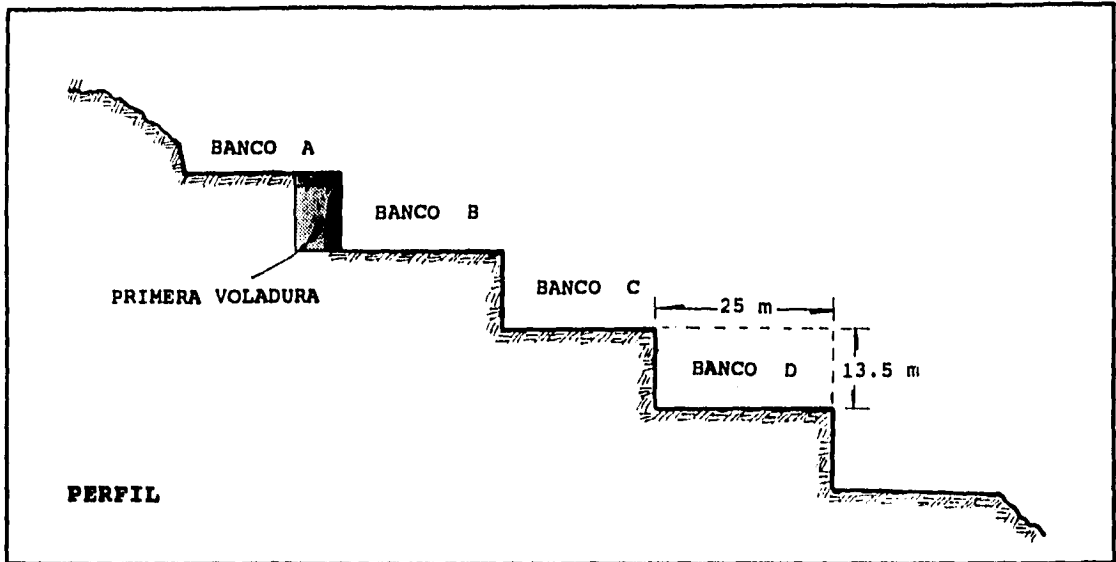 BANCO A
BANCO B
PRIMERA VOLADURA
BANCO C
25 m
BANCO D
13.5 m
PERFIL